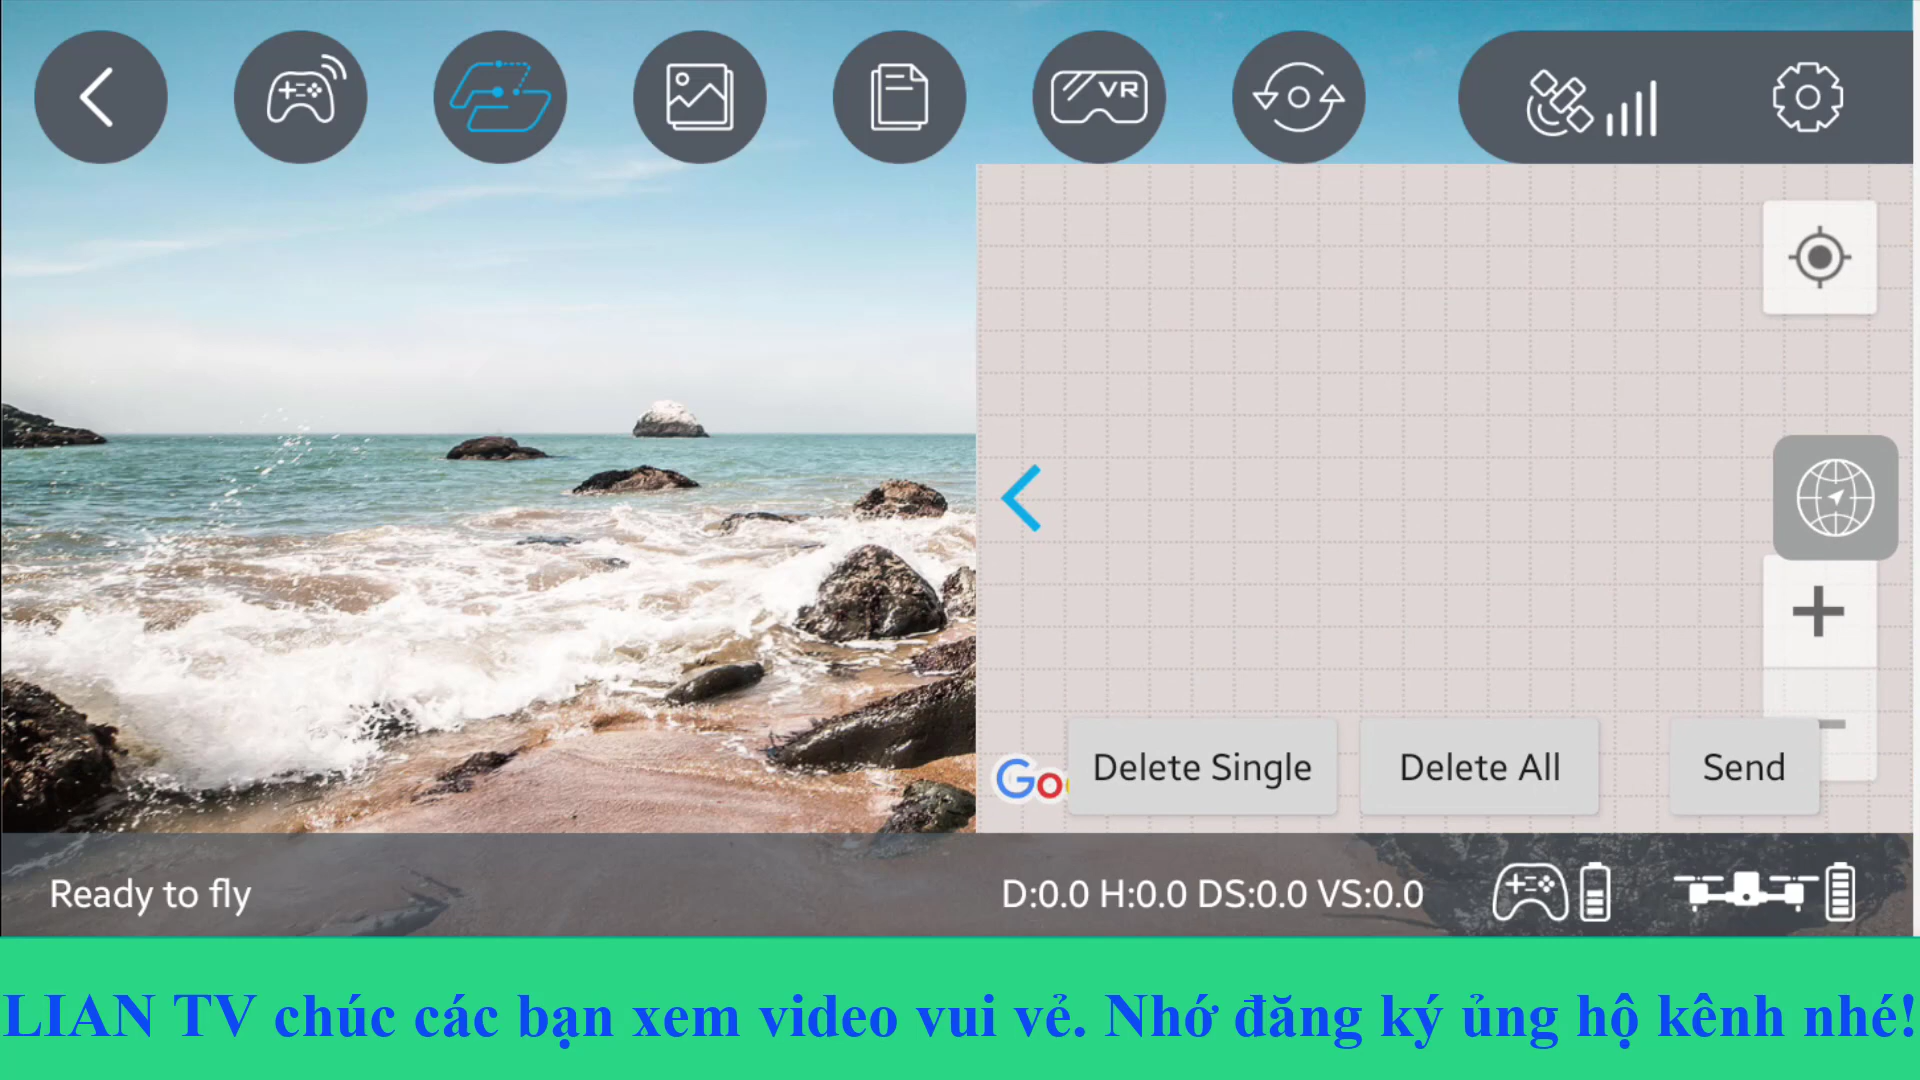 VR
Goo
Delete Single
Delete All
Send
Ready to fly
D:0.0 H:0.0 DS:0.0 VS:0.0
LIAN TV chúc các bạn xem video vui vẻ. Nhớ đăng ký ủng hộ kênh nhé!